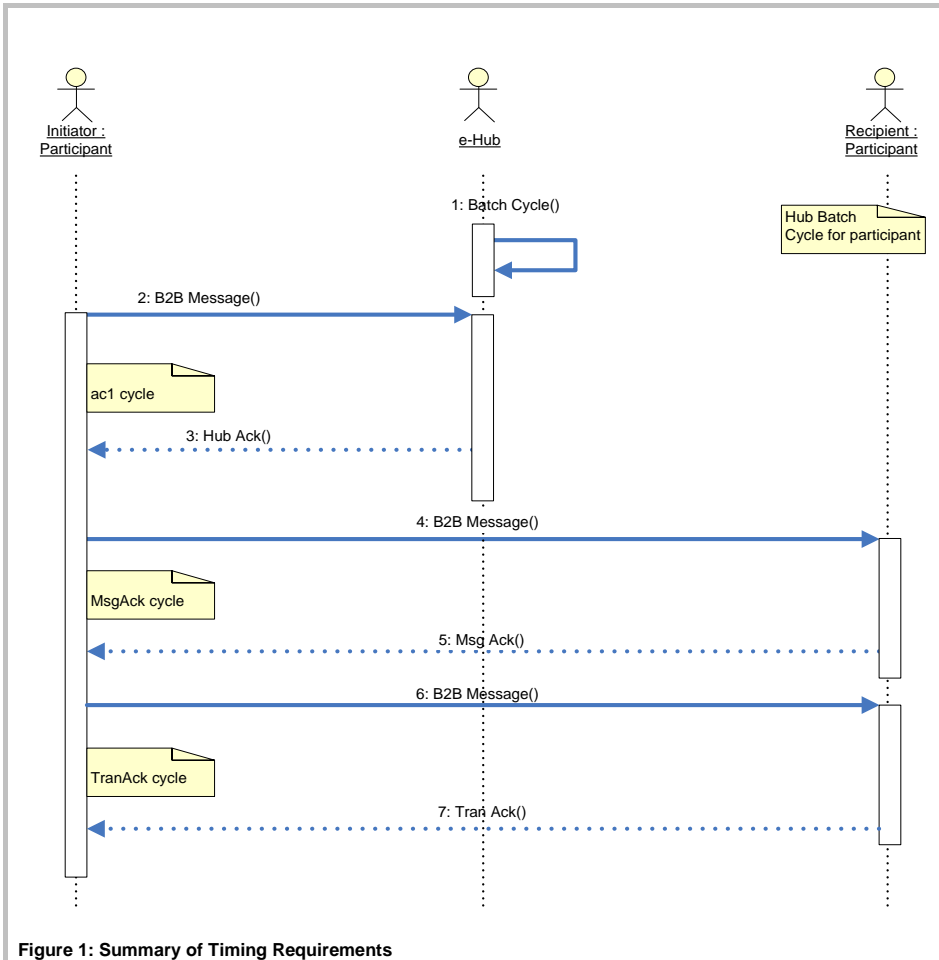 Initiator :
Participant
e-Hub
Recipient :
Participant
1: Batch Cycle()
Hub Batch
Cycle for participant
2: B2B Message()
ac1 cycle
3: Hub Ack()
4: B2B Message()
MsgAck cycle
5: Msg Ack()
6: B2B Message()
TranAck cycle
7: Tran Ack()
Figure 1: Summary of Timing Requirements